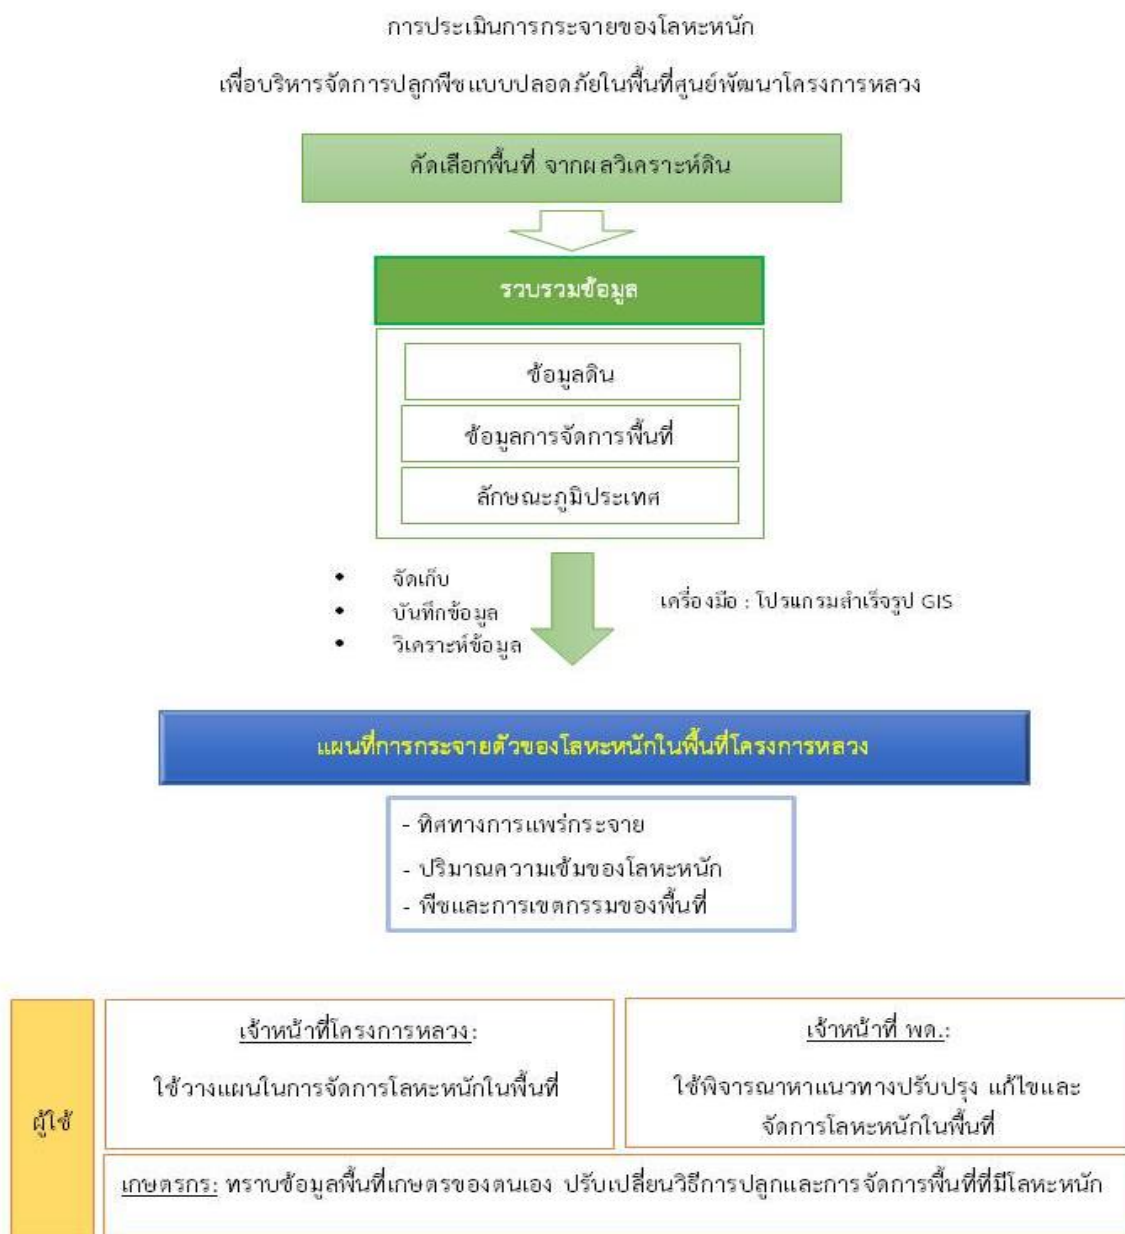 การประเมินการกระจายของโลหะหนัก
เพื่อบริหารจัดการปลูกพืชแบบปลอดภัยในพื้นที่ศูนย์พัฒนาโครงการหลวง
คัดเลือกพื้นที่ จากผลวิเคราะห์ดิน
รวบรวมข้อมูล
ข้อมูลดิน
ข้อมูลการจัดการพื้นที่
ลักษณะภูมิประเทศ
• จัดเก็บ
• บันทึกข้อมูล
• วิเคราะห์ข้อมูล
เครื่องมือ : โปรแกรมสำเร็จรูป GIS
แผนที่การกระจายตัวของโลหะหนักในพื้นที่โครงการหลวง
- ทิศทางการแพร่กระจาย
- ปริมาณความเข้มของโลหะหนัก
- พืชและการเขตกรรมของพื้นที่
ผู้ใช้
เจ้าหน้าที่โครงการหลวง:
ใช้วางแผนในการจัดการโลหะหนักในพื้นที่
เจ้าหน้าที่ พด.:
ใช้พิจารณาหาแนวทางปรับปรุง แก้ไขและ
จัดการโลหะหนักในพื้นที่
เกษตรกร: ทราบข้อมูลพื้นที่เกษตรของตนเอง ปรับเปลี่ยนวิธีการปลูกและการจัดการพื้นที่ที่มีโลหะหนัก